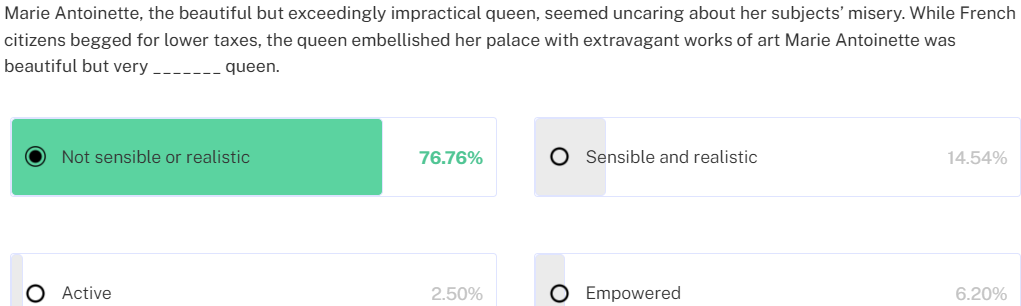 Marie Antoinette, the beautiful but exceedingly impractical queen, seemed uncaring about her subjects’ misery. While French
citizens begged for lower taxes, the queen embellished her palace with extravagant works of art Marie Antoinette was
beautiful but very _______ queen.
Not sensible or realistic 76.76%
Sensible and realistic 14.54%
Active 2.50%
Empowered 6.20%